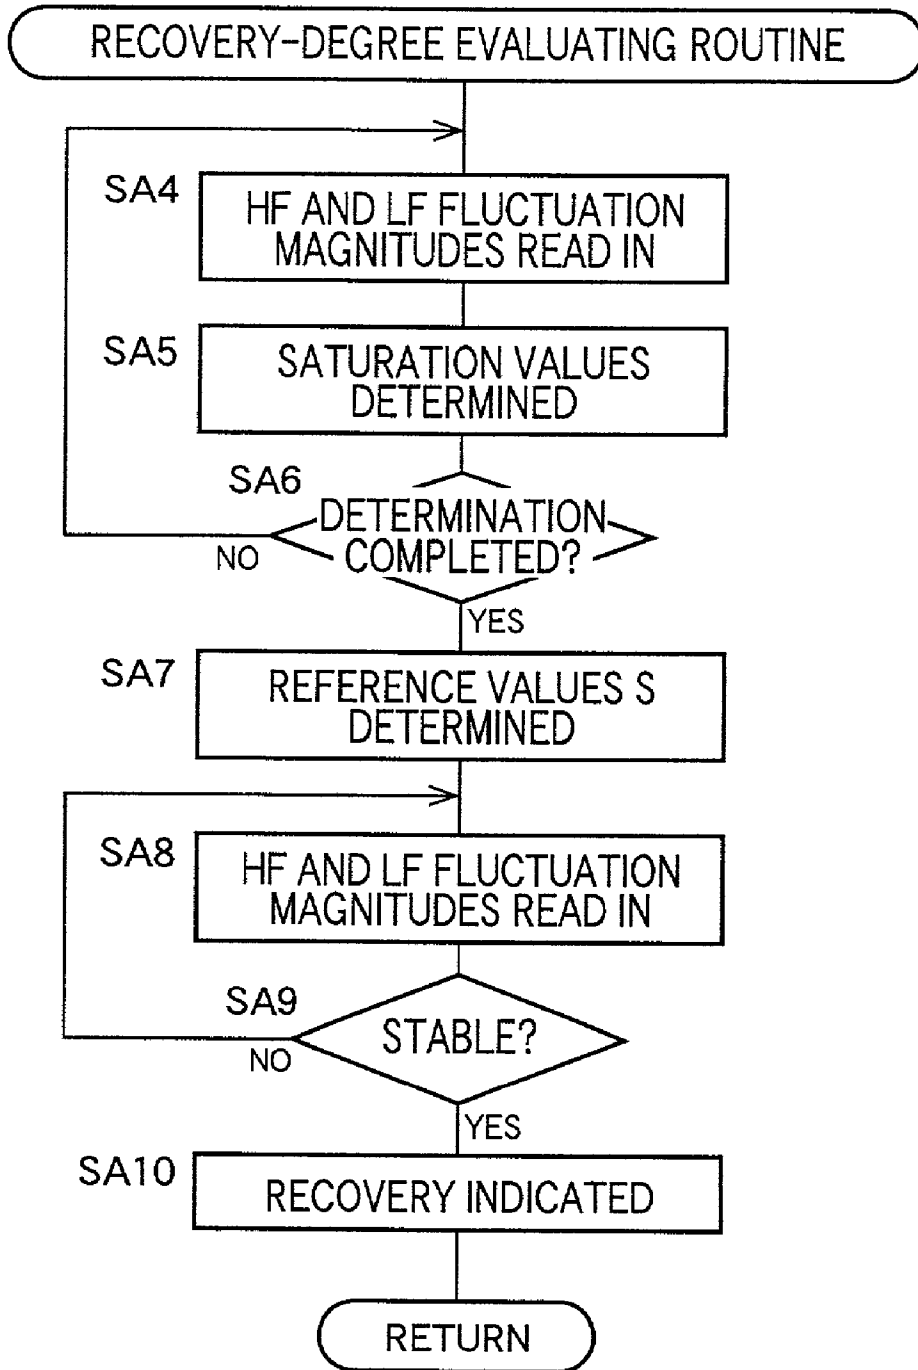 RECOVERY-DEGREE EVALUATING ROUTINE
SA4
HF AND LF FLUCTUATION
MAGNITUDES READ IN
SA5
SATURATION VALUES
DETERMINED
SA6
DETERMINATION
COMPLETED?
NO
YES
SA7
REFERENCE VALUES S
DETERMINED
SA8
HF AND LF FLUCTUATION
MAGNITUDES READ IN
SA9
STABLE?
NO
YES
SA10
RECOVERY INDICATED
RETURN